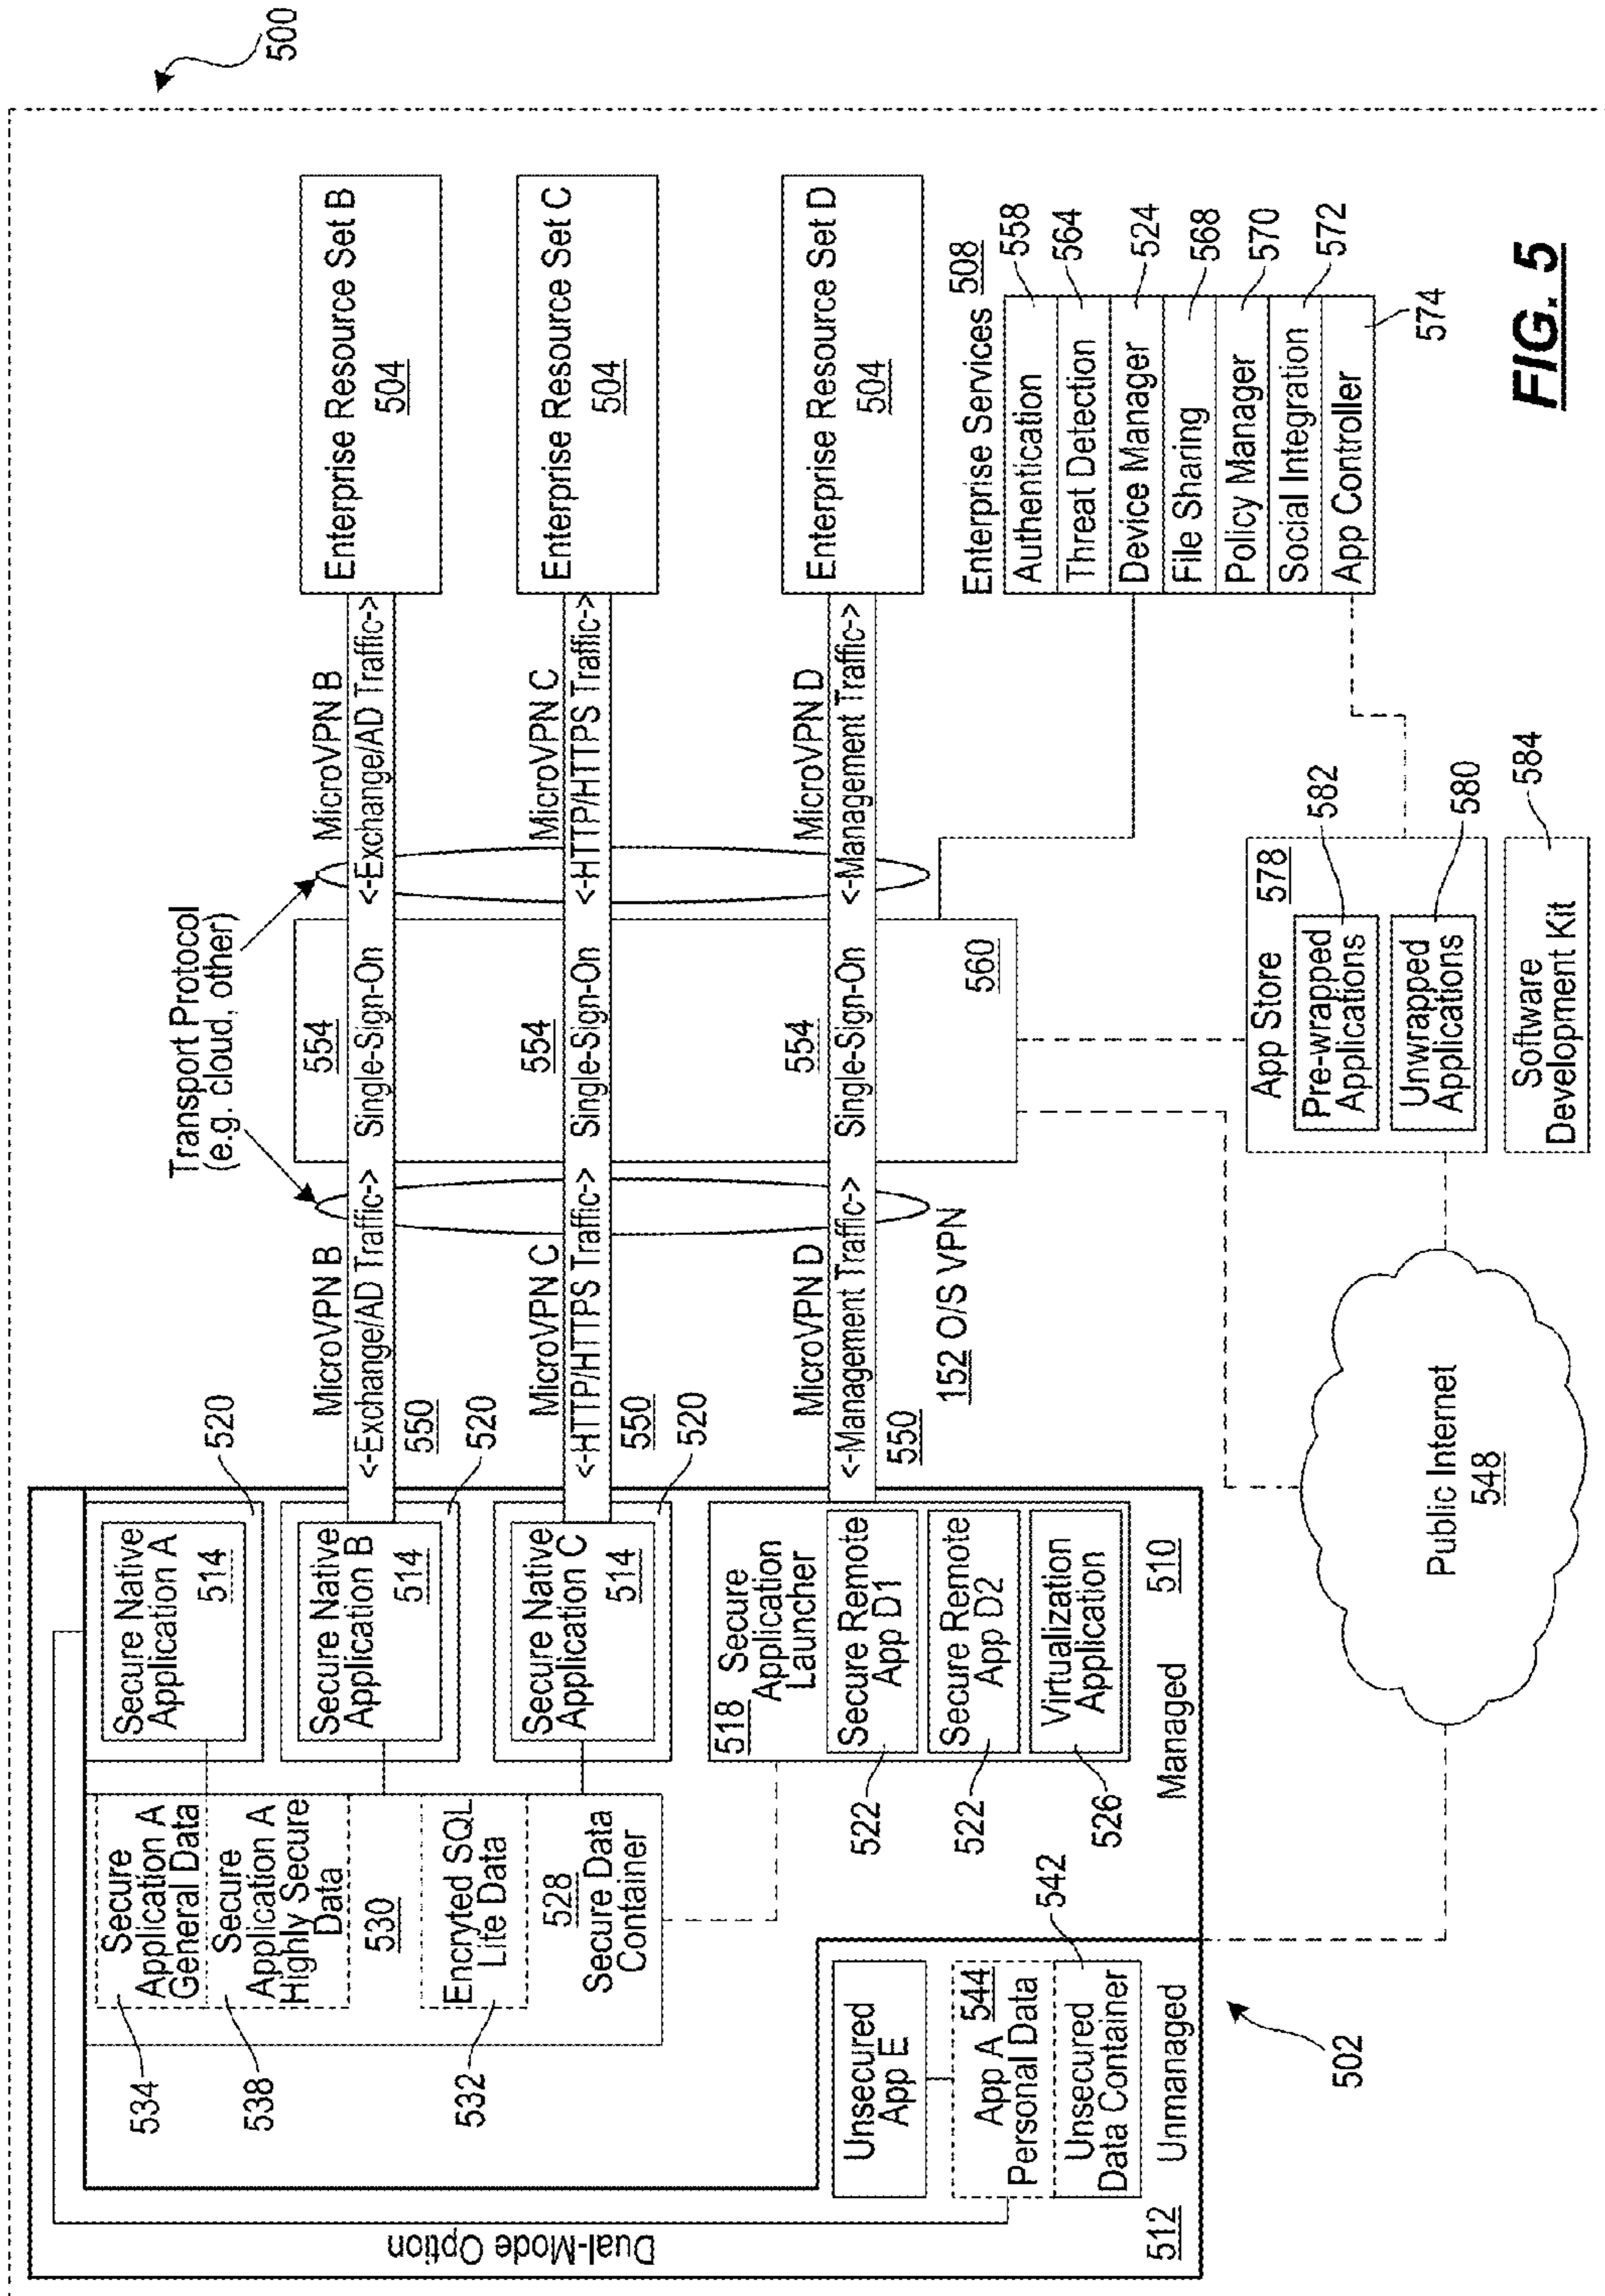 500
Dual-Mode Option
Secure
Application A
General Data
534
Secure
Application A
Highly Secure
Data
538
530
Encryted SQL
Life Data
532
528
Secure Data
Container
Secure Native
Application A
514
520
Secure Native
Application B
514
520
Secure Native
Application C
514
520
518 Secure
Application
Launcher
Secure Remote
App D1
522
Secure Remote
App D2
522
Virtualization
Application
526
Managed
510
Unsecured
App E
App A 544
Personal Data
Unsecured
Data Container
542
Unmanaged
512
502
Transport Protocol
(e.g. cloud, other)
MicroVPN B
<-Exchange/AD Traffic->
550
554
Single-Sign-On
MicroVPN B
<-Exchange/AD Traffic->
Enterprise Resource Set B
504
MicroVPN C
<-HTTP/HTTPS Traffic->
550
554
Single-Sign-On
MicroVPN C
<-HTTP/HTTPS Traffic->
Enterprise Resource Set C
504
MicroVPN D
<-Management Traffic->
550
554
Single-Sign-On
MicroVPN D
<-Management Traffic->
Enterprise Resource Set D
504
152 O/S VPN
560
Enterprise Services 508
Authentication
558
Threat Detection
564
Device Manager
524
File Sharing
568
Policy Manager
570
Social Integration
572
App Controller
574
Public Internet
548
App Store 578
Pre-wrapped
Applications
582
Unwrapped
Applications
580
Software
Development Kit
584
FIG. 5